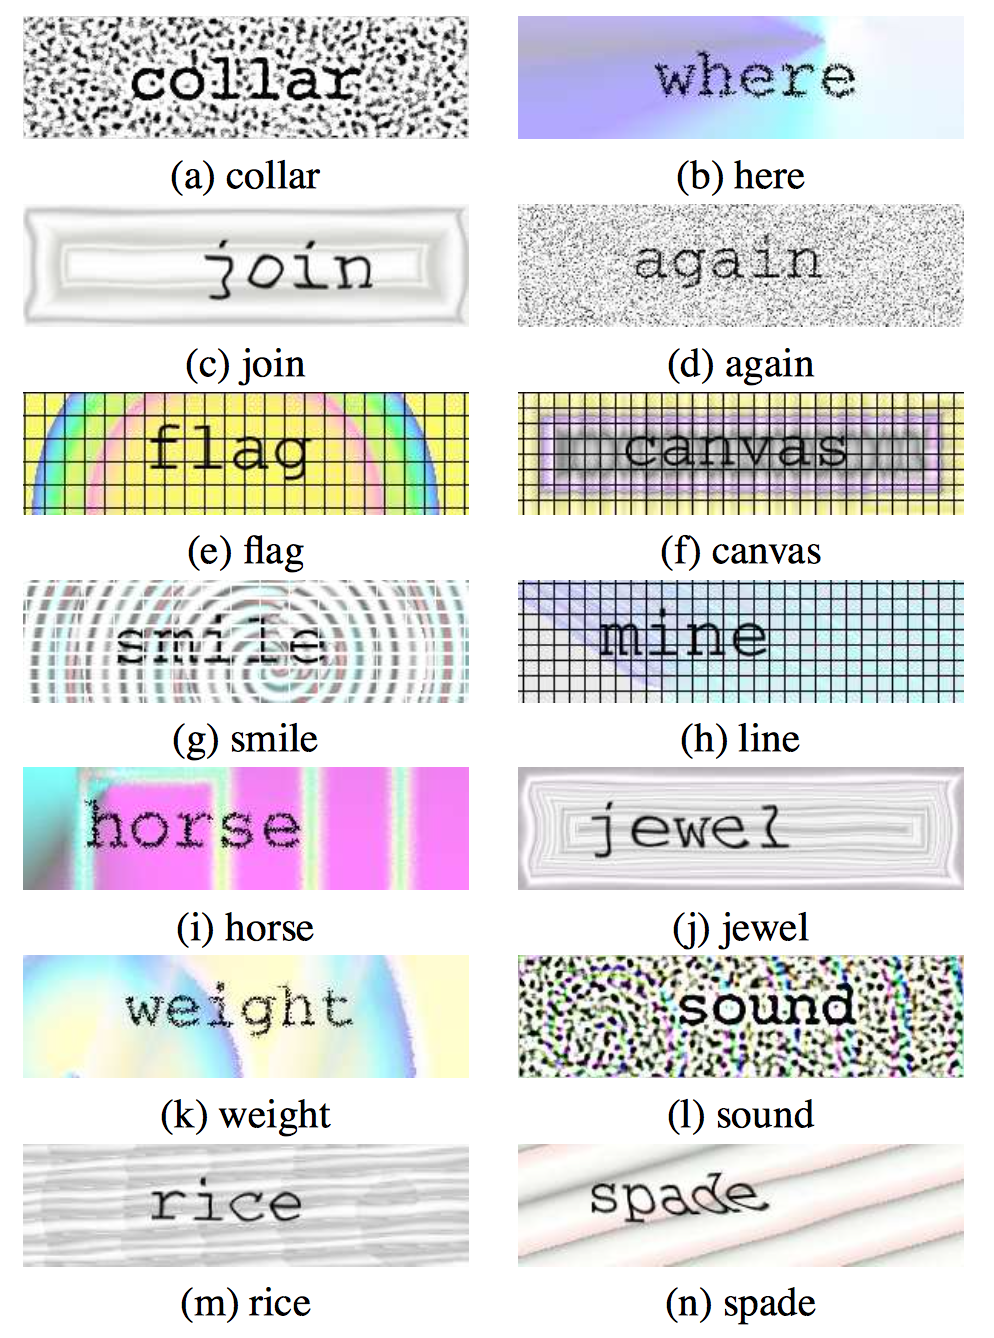 collar where
(a) collar (b) here
join again
(c) join (d) again
flag canvas
(e) flag (f) canvas
smile mine
(g) smile (h) line
horse jewel
(i) horse (j) jewel
weight sound
(k) weight (l) sound
rice spade
(m) rice (n) spade